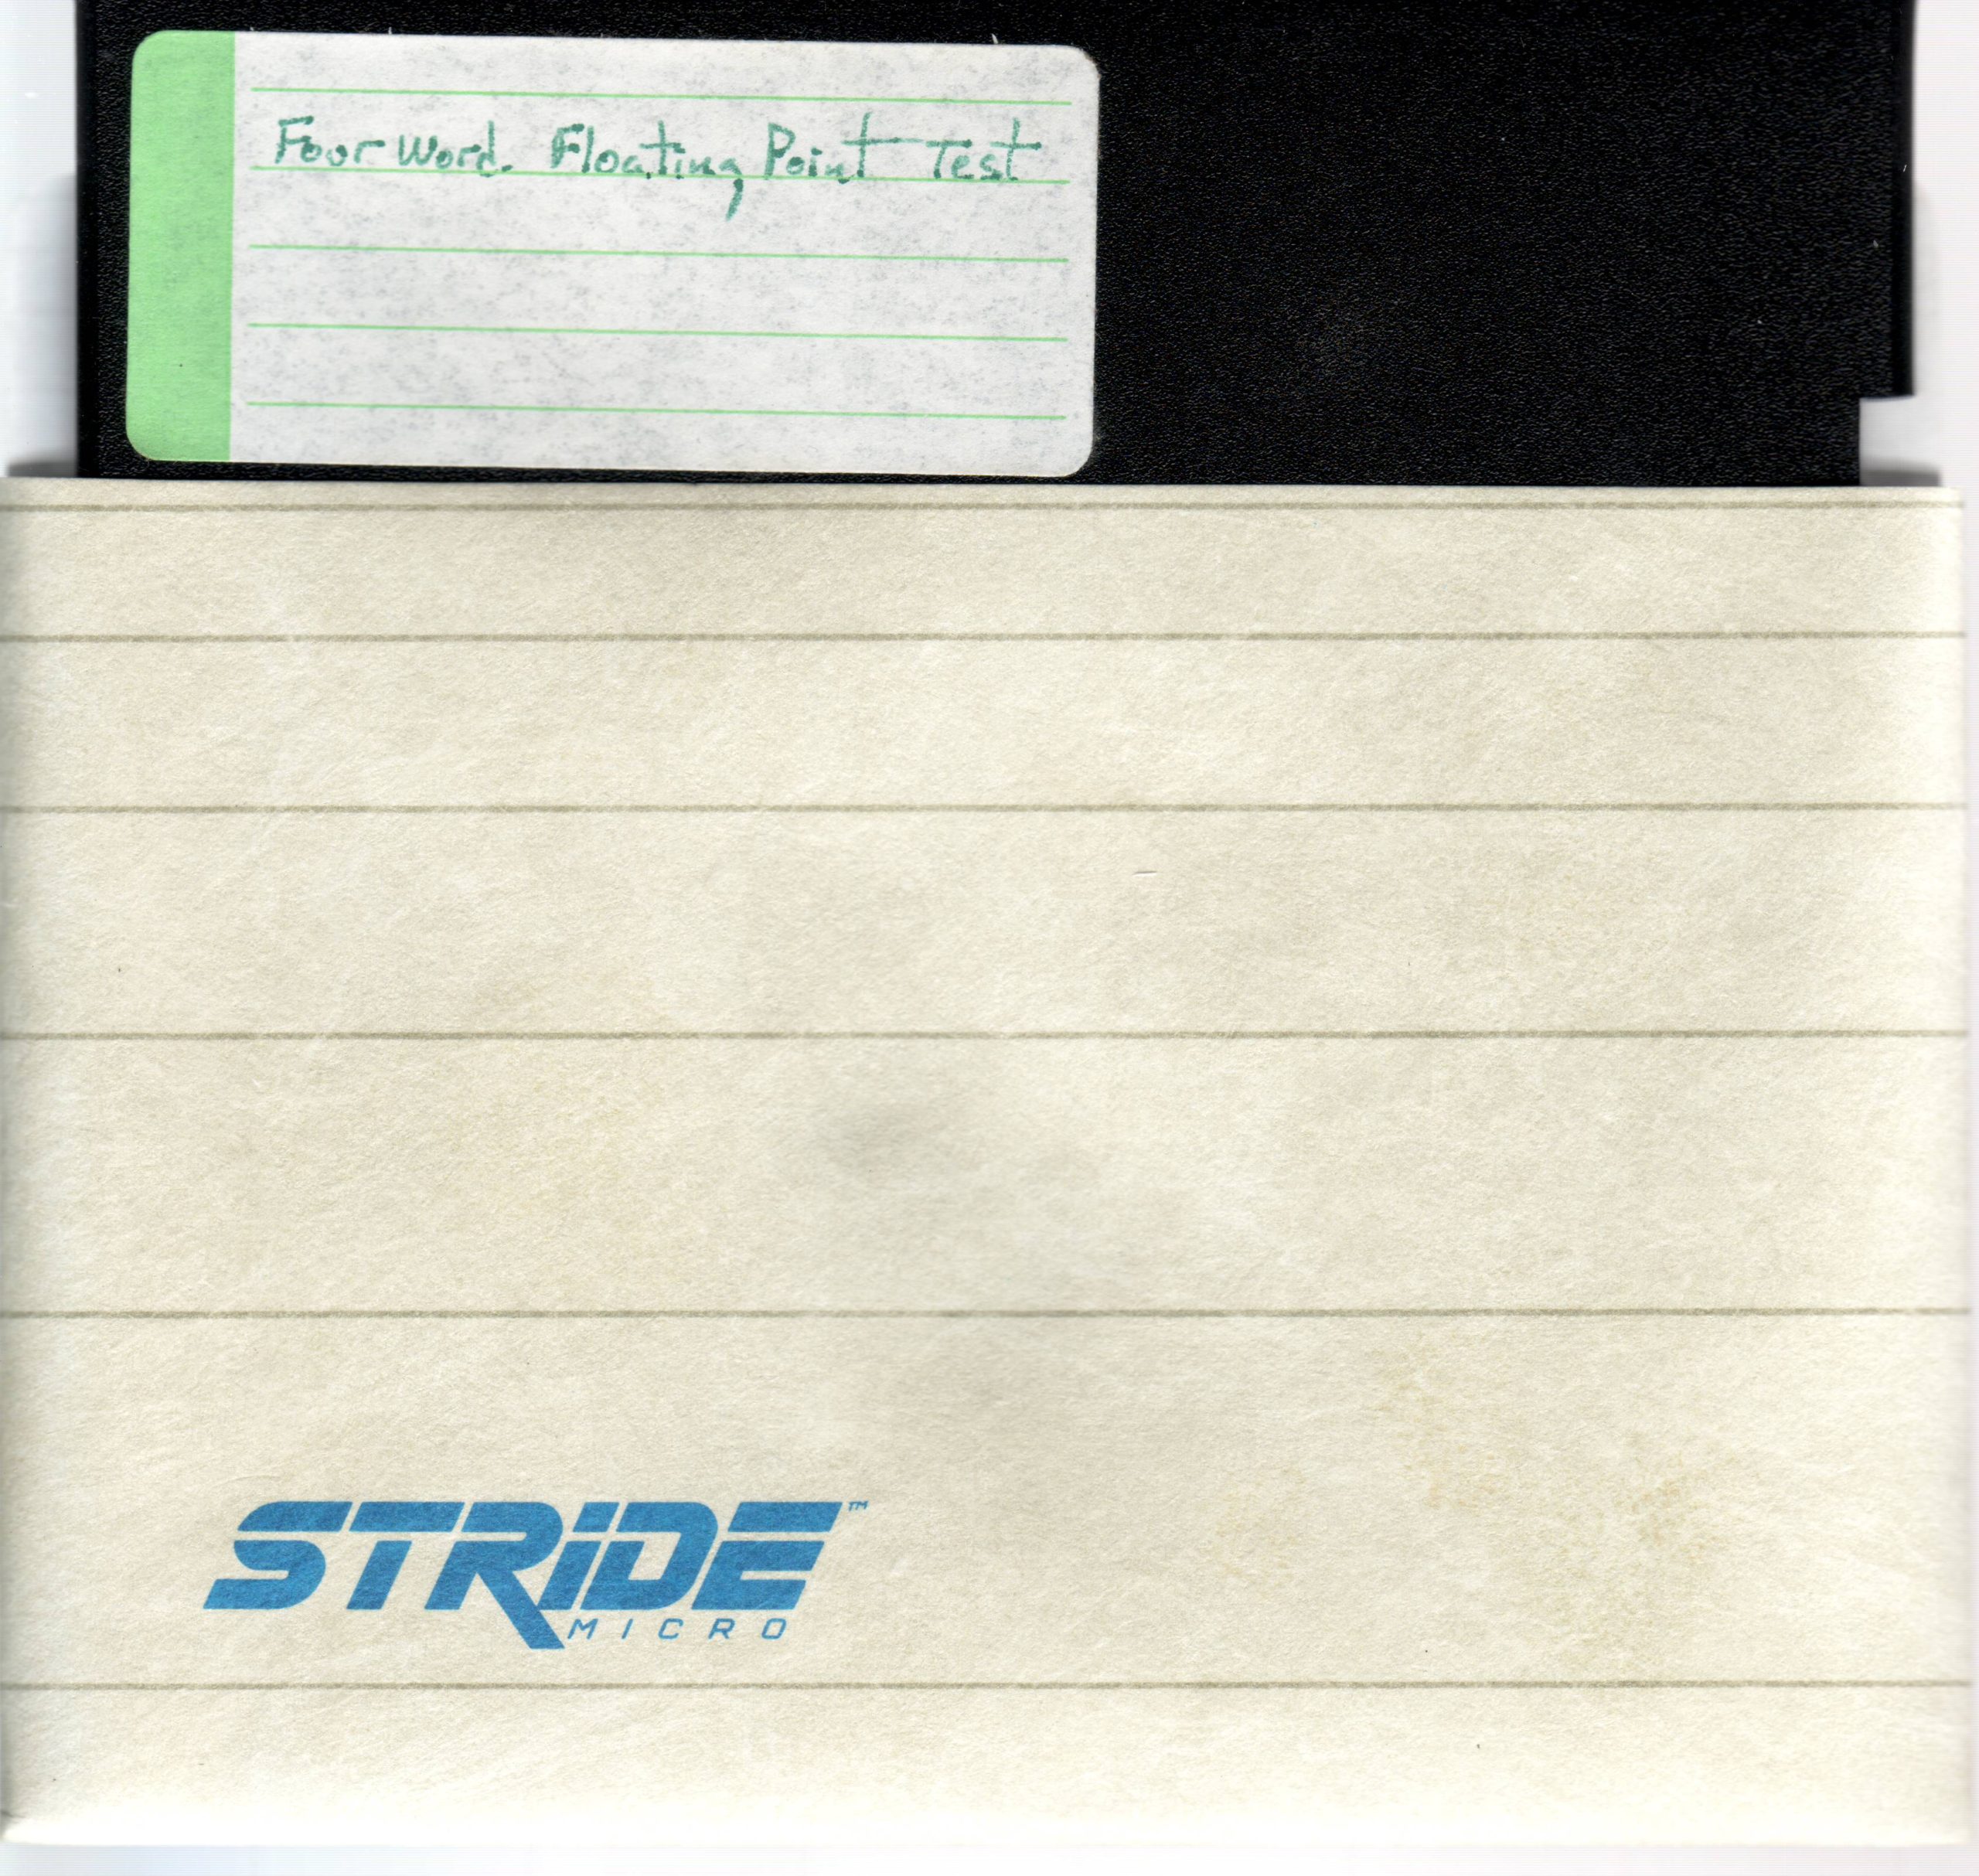 Four Word Floating Point Test
STRIDE™
MICRO